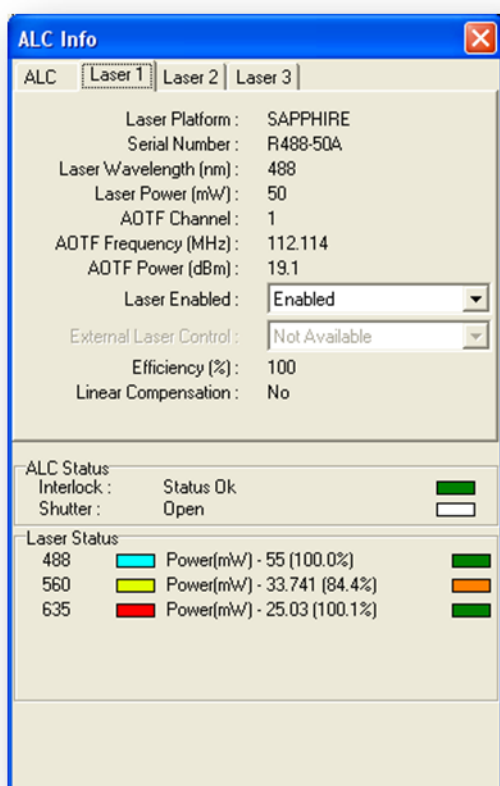 ALC Info
ALC Laser 1 Laser 2 Laser 3
Laser Platform : SAPPHIRE
Serial Number : R488-50A
Laser Wavelength (nm) : 488
Laser Power (mW) : 50
AOTF Channel : 1
AOTF Frequency (MHz) : 112.114
AOTF Power (dBm) : 19.1
Laser Enabled : Enabled
External Laser Control : Not Available
Efficiency (%) : 100
Linear Compensation : No
ALC Status
Interlock : Status Ok
Shutter : Open
Laser Status
488 Power(mW) - 55 (100.0%)
560 Power(mW) - 33.741 (84.4%)
635 Power(mW) - 25.03 (100.1%)